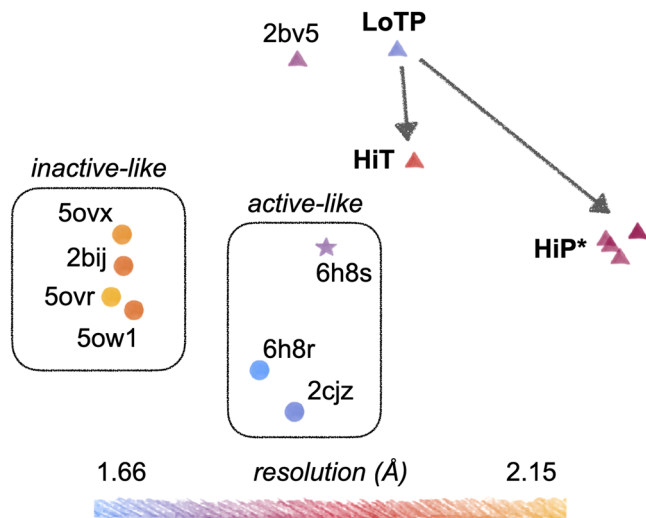 LoTP
2bv5
HiT
inactive-like
active-like
5ovx
2bij
5ovr
5ow1
6h8s
HiP*
6h8r
2cjz
1.66 resolution (Å) 2.15